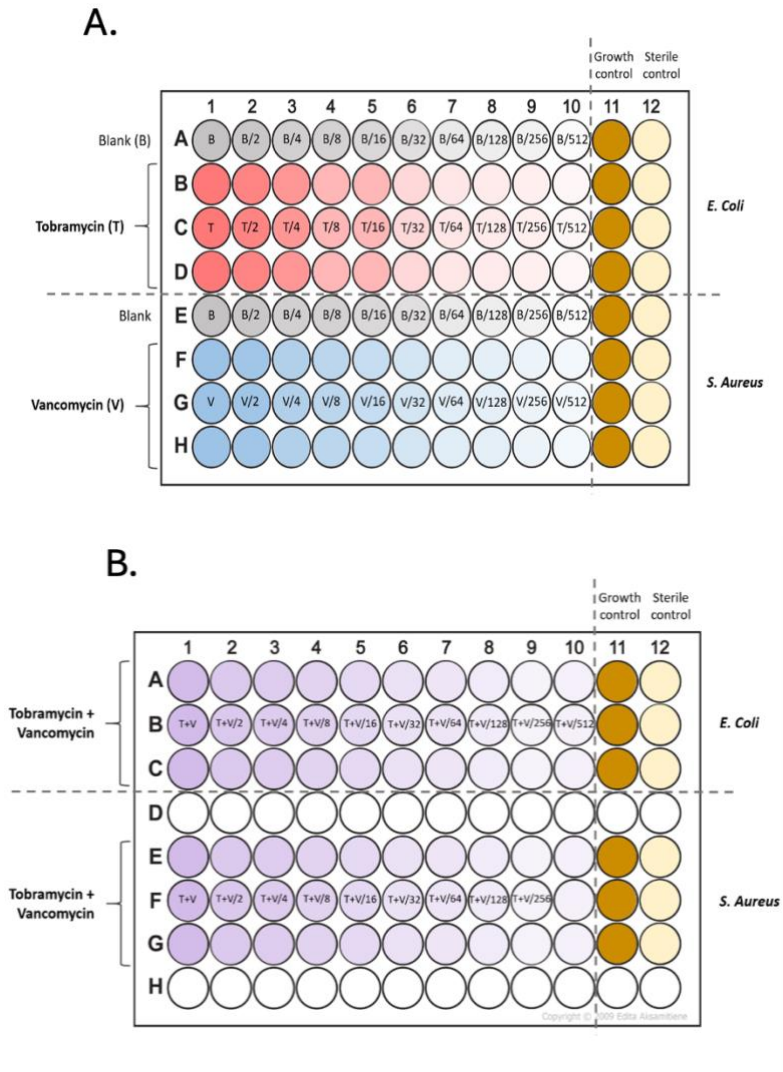 A.
Growth control
Sterile control
1 2 3 4 5 6 7 8 9 10 11 12
Blank (B)
A B B/2 B/4 B/8 B/16 B/32 B/64 B/128 B/256 B/512
B
Tobramycin (T)
C T T/2 T/4 T/8 T/16 T/32 T/64 T/128 T/256 T/512
D
E. Coli
Blank
E B B/2 B/4 B/8 B/16 B/32 B/64 B/128 B/256 B/512
F
Vancomycin (V)
G V V/2 V/4 V/8 V/16 V/32 V/64 V/128 V/256 V/512
H
S. Aureus
B.
Growth control
Sterile control
1 2 3 4 5 6 7 8 9 10 11 12
A
Tobramycin +
Vancomycin
B T+V T+V/2 T+V/4 T+V/8 T+V/16 T+V/32 T+V/64 T+V/128 T+V/256 T+V/512
C
E. Coli
D
E
Tobramycin +
Vancomycin
F T+V T+V/2 T+V/4 T+V/8 T+V/16 T+V/32 T+V/64 T+V/128 T+V/256
G
S. Aureus
H
Copyright © 2009 Edita Aksamitiene